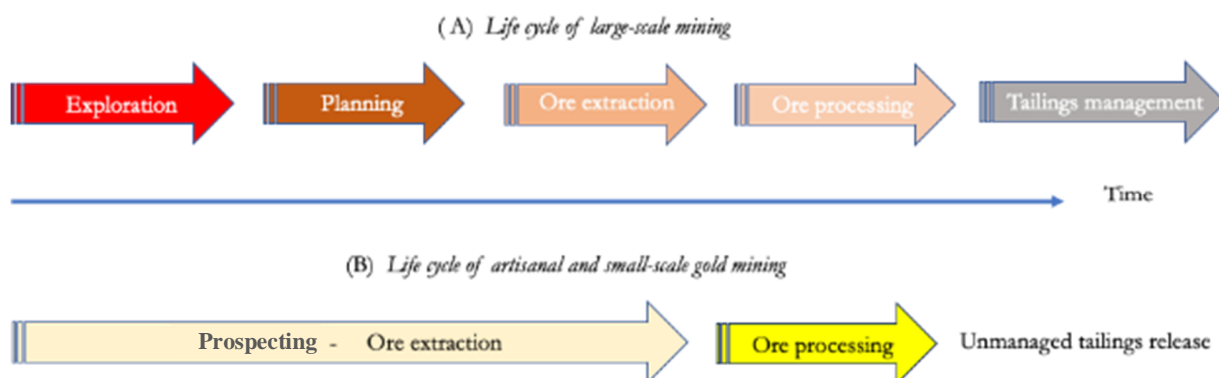 (A) Life cycle of large-scale mining
Exploration
Planning
Ore extraction
Ore processing
Tailings management
Time
(B) Life cycle of artisanal and small-scale gold mining
Prospecting - Ore extraction
Ore processing
Unmanaged tailings release